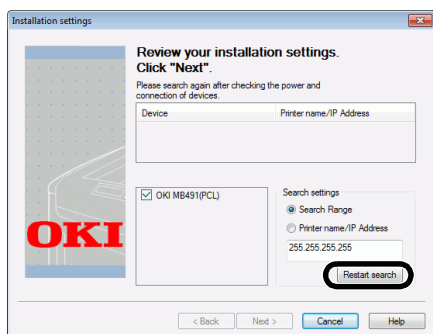 Installation settings
Review your installation settings.
Click "Next".
Please search again after checking the power and
connection of devices.
Device Printer name/IP Address
OKI MB491(PCL)
Search settings
Search Range
Printer name/IP Address
255.255.255.255
Restart search
OKI
< Back Next > Cancel Help